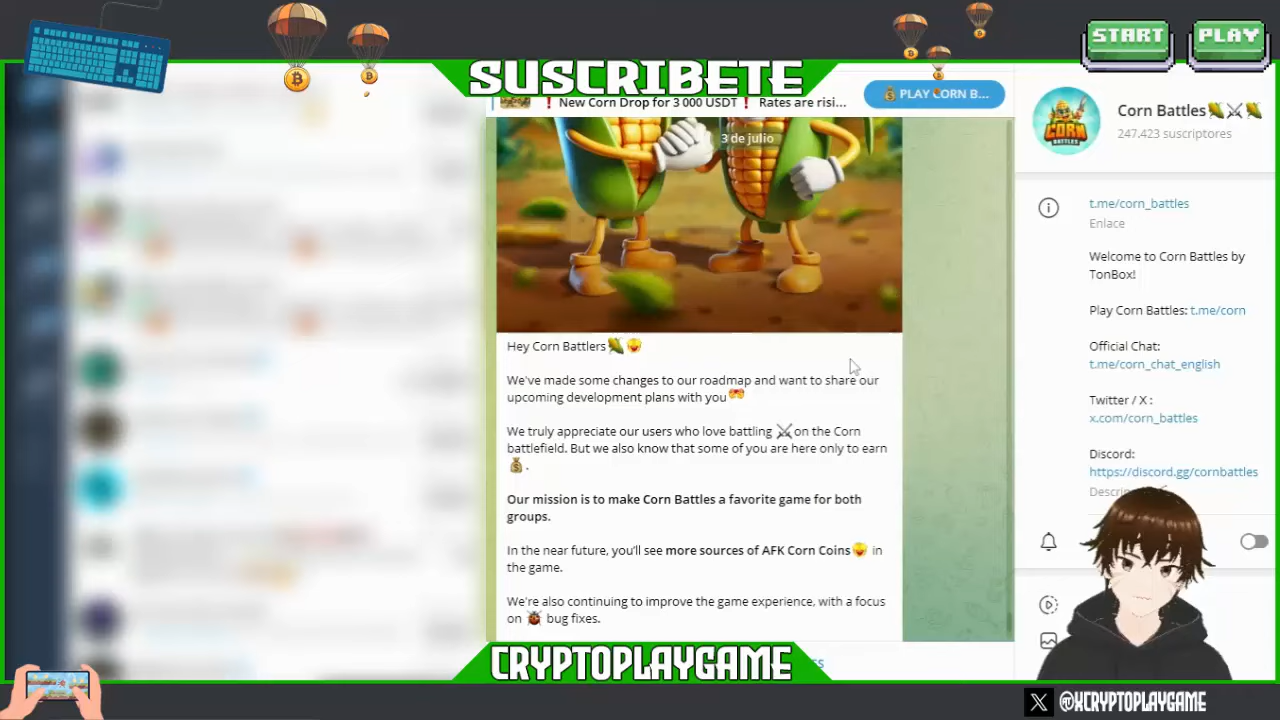 START
PLAY
SUSCRIBETE
❗ New Corn Drop for 3 000 USDT❗ Rates are risi...
💰 PLAY CORN B...
CORN
BATTLES
Corn Battles🌽⚔🌽
247,423 suscriptores
3 de julio
t.me/corn_battles
Enlace
Welcome to Corn Battles by
TonBox!
Play Corn Battles: t.me/corn
Official Chat:
t.me/corn_chat_english
Twitter / X :
x.com/corn_battles
Discord:
https://discord.gg/cornbattles
Hey Corn Battlers🌽😜
We've made some changes to our roadmap and want to share our
upcoming development plans with you
We truly appreciate our users who love battling ⚔on the Corn
battlefield. But we also know that some of you are here only to earn
💰.
Our mission is to make Corn Battles a favorite game for both
groups.
In the near future, you'll see more sources of AFK Corn Coins🤑 in
the game.
We're also continuing to improve the game experience, with a focus
on 🐞 bug fixes.
CRYPTOPLAYGAME
@XCRYPTOPLAYGAME